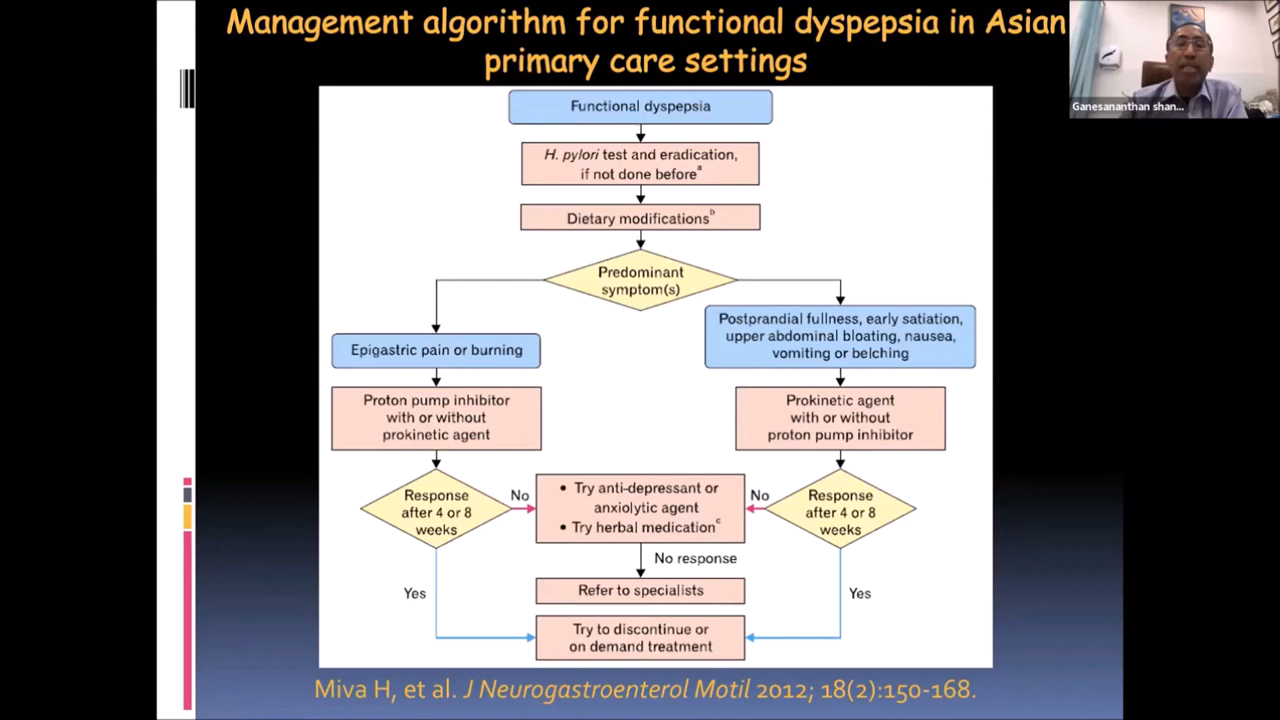 Management algorithm for functional dyspepsia in Asian
primary care settings
Ganesananthan shan...
Functional dyspepsia
H. pylori test and eradication,
if not done before^a
Dietary modifications^b
Predominant
symptom(s)
Epigastric pain or burning
Postprandial fullness, early satiation,
upper abdominal bloating, nausea,
vomiting or belching
Proton pump inhibitor
with or without
prokinetic agent
Prokinetic agent
with or without
proton pump inhibitor
Response
after 4 or 8
weeks
No
• Try anti-depressant or
anxiolytic agent
• Try herbal medication^c
No
Response
after 4 or 8
weeks
No response
Yes
Refer to specialists
Yes
Try to discontinue or
on demand treatment
Miva H, et al. J Neurogastroenterol Motil 2012; 18(2):150-168.